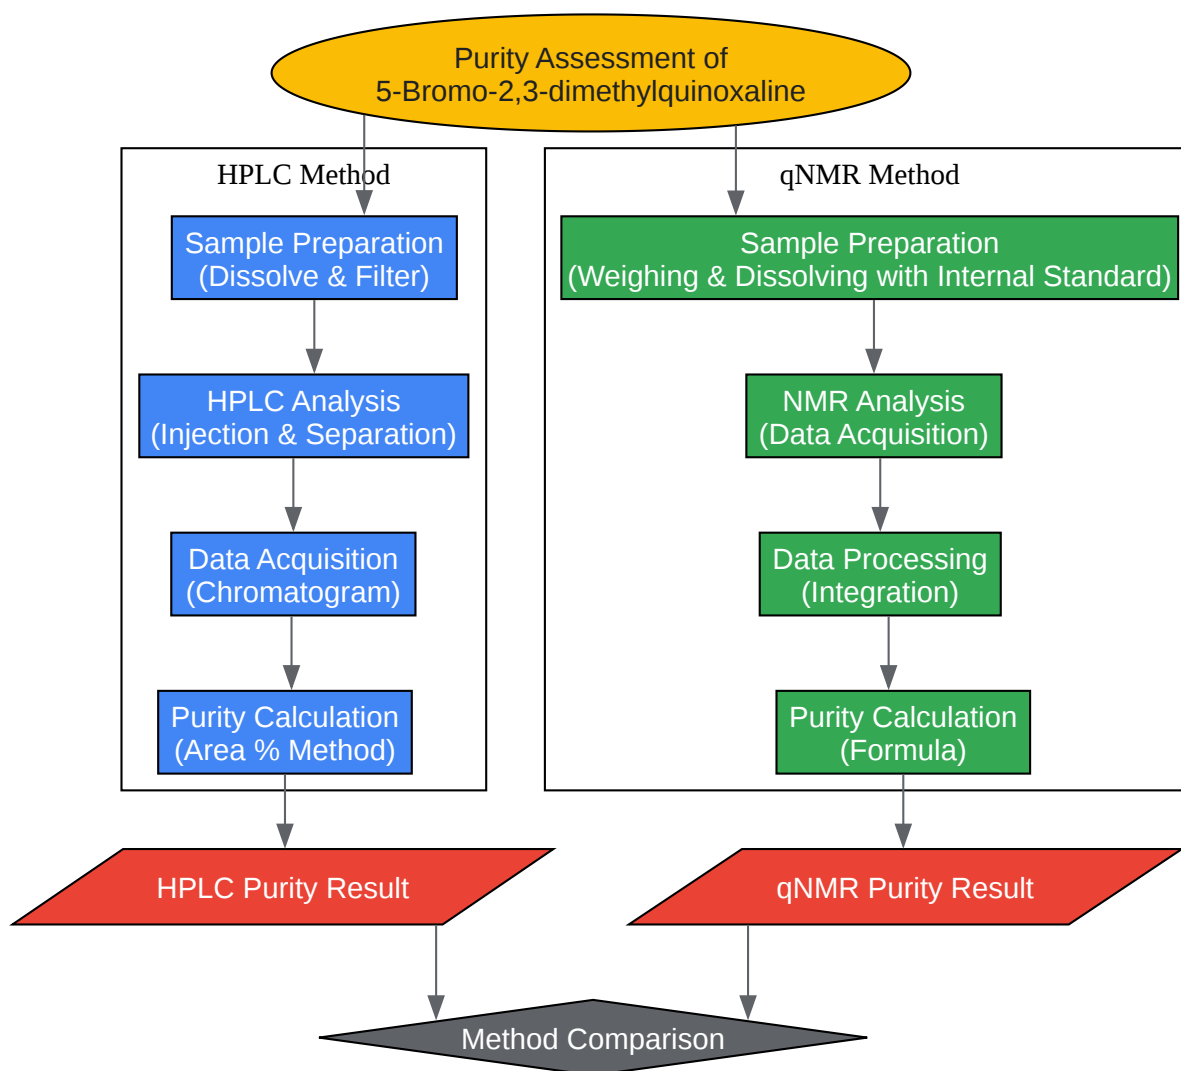 Purity Assessment of
5-Bromo-2,3-dimethylquinoxaline
HPLC Method
Sample Preparation
(Dissolve & Filter)
HPLC Analysis
(Injection & Separation)
Data Acquisition
(Chromatogram)
Purity Calculation
(Area % Method)
HPLC Purity Result
qNMR Method
Sample Preparation
(Weighing & Dissolving with Internal Standard)
NMR Analysis
(Data Acquisition)
Data Processing
(Integration)
Purity Calculation
(Formula)
qNMR Purity Result
Method Comparison